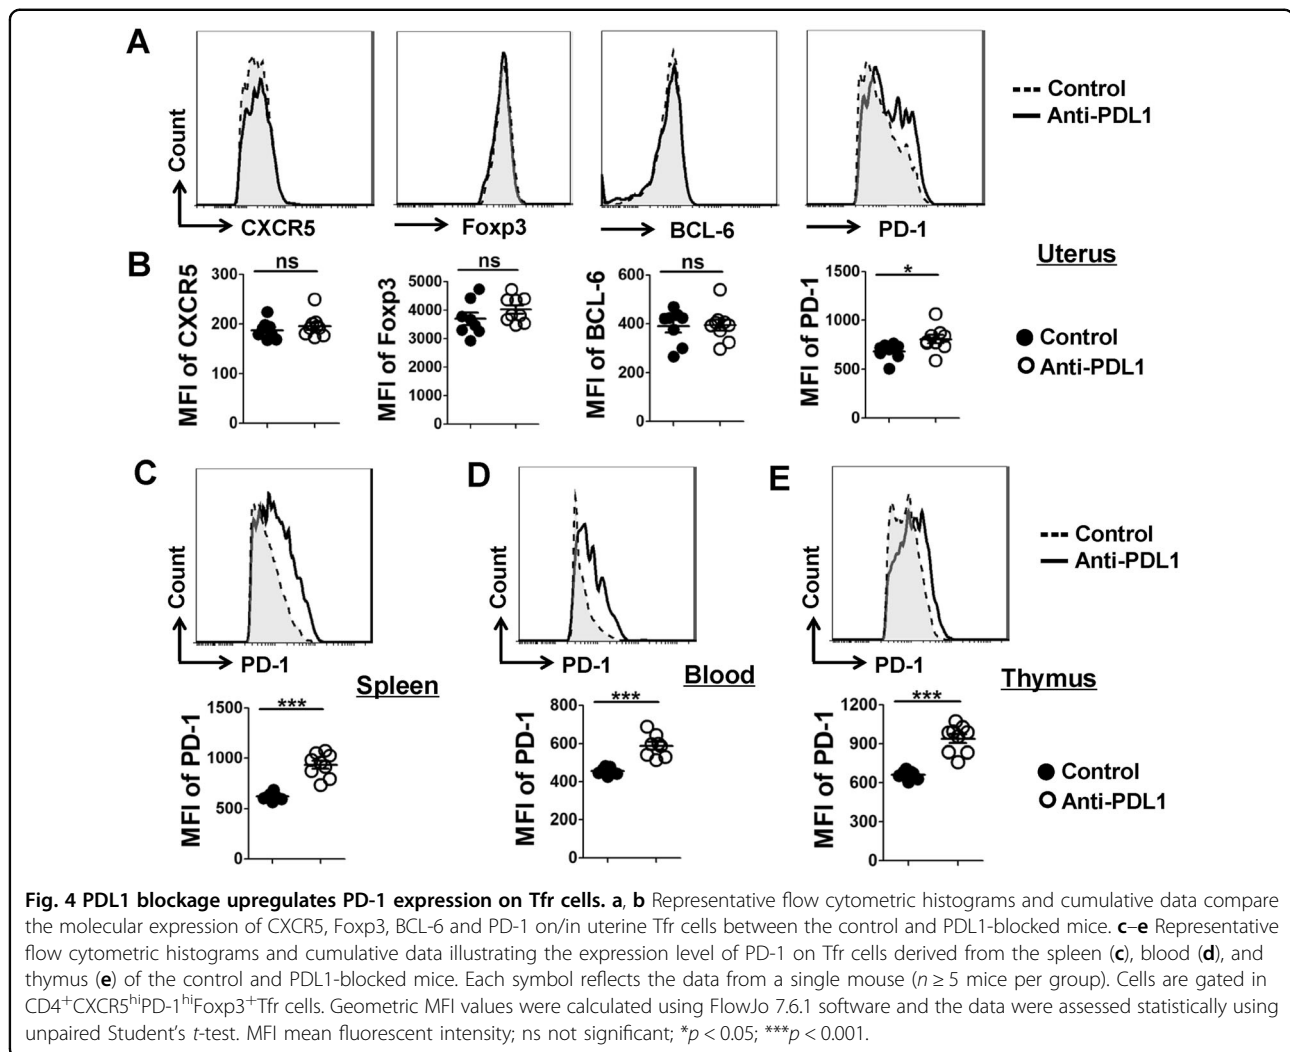 A
Count
CXCR5
Foxp3
BCL-6
PD-1
Control
Anti-PDL1
B
Uterus
MFI of CXCR5
300
200
100
0
ns
MFI of Foxp3
5000
4000
3000
2000
1000
0
ns
MFI of BCL-6
600
400
200
0
ns
MFI of PD-1
1500
1000
500
0
*
Control
Anti-PDL1
C
Count
PD-1
Spleen
D
Count
PD-1
Blood
E
Count
PD-1
Thymus
Control
Anti-PDL1
MFI of PD-1
1500
1000
500
0
***
MFI of PD-1
800
600
400
200
0
***
MFI of PD-1
1200
900
600
300
0
***
Control
Anti-PDL1
Fig. 4 PDL1 blockage upregulates PD-1 expression on Tfr cells. a, b Representative flow cytometric histograms and cumulative data compare
the molecular expression of CXCR5, Foxp3, BCL-6 and PD-1 on/in uterine Tfr cells between the control and PDL1-blocked mice. c–e Representative
flow cytometric histograms and cumulative data illustrating the expression level of PD-1 on Tfr cells derived from the spleen (c), blood (d), and
thymus (e) of the control and PDL1-blocked mice. Each symbol reflects the data from a single mouse (n ≥ 5 mice per group). Cells are gated in
CD4⁺CXCR5ʰⁱPD-1ʰⁱFoxp3⁺Tfr cells. Geometric MFI values were calculated using FlowJo 7.6.1 software and the data were assessed statistically using
unpaired Student's t-test. MFI mean fluorescent intensity; ns not significant; *p < 0.05; ***p < 0.001.